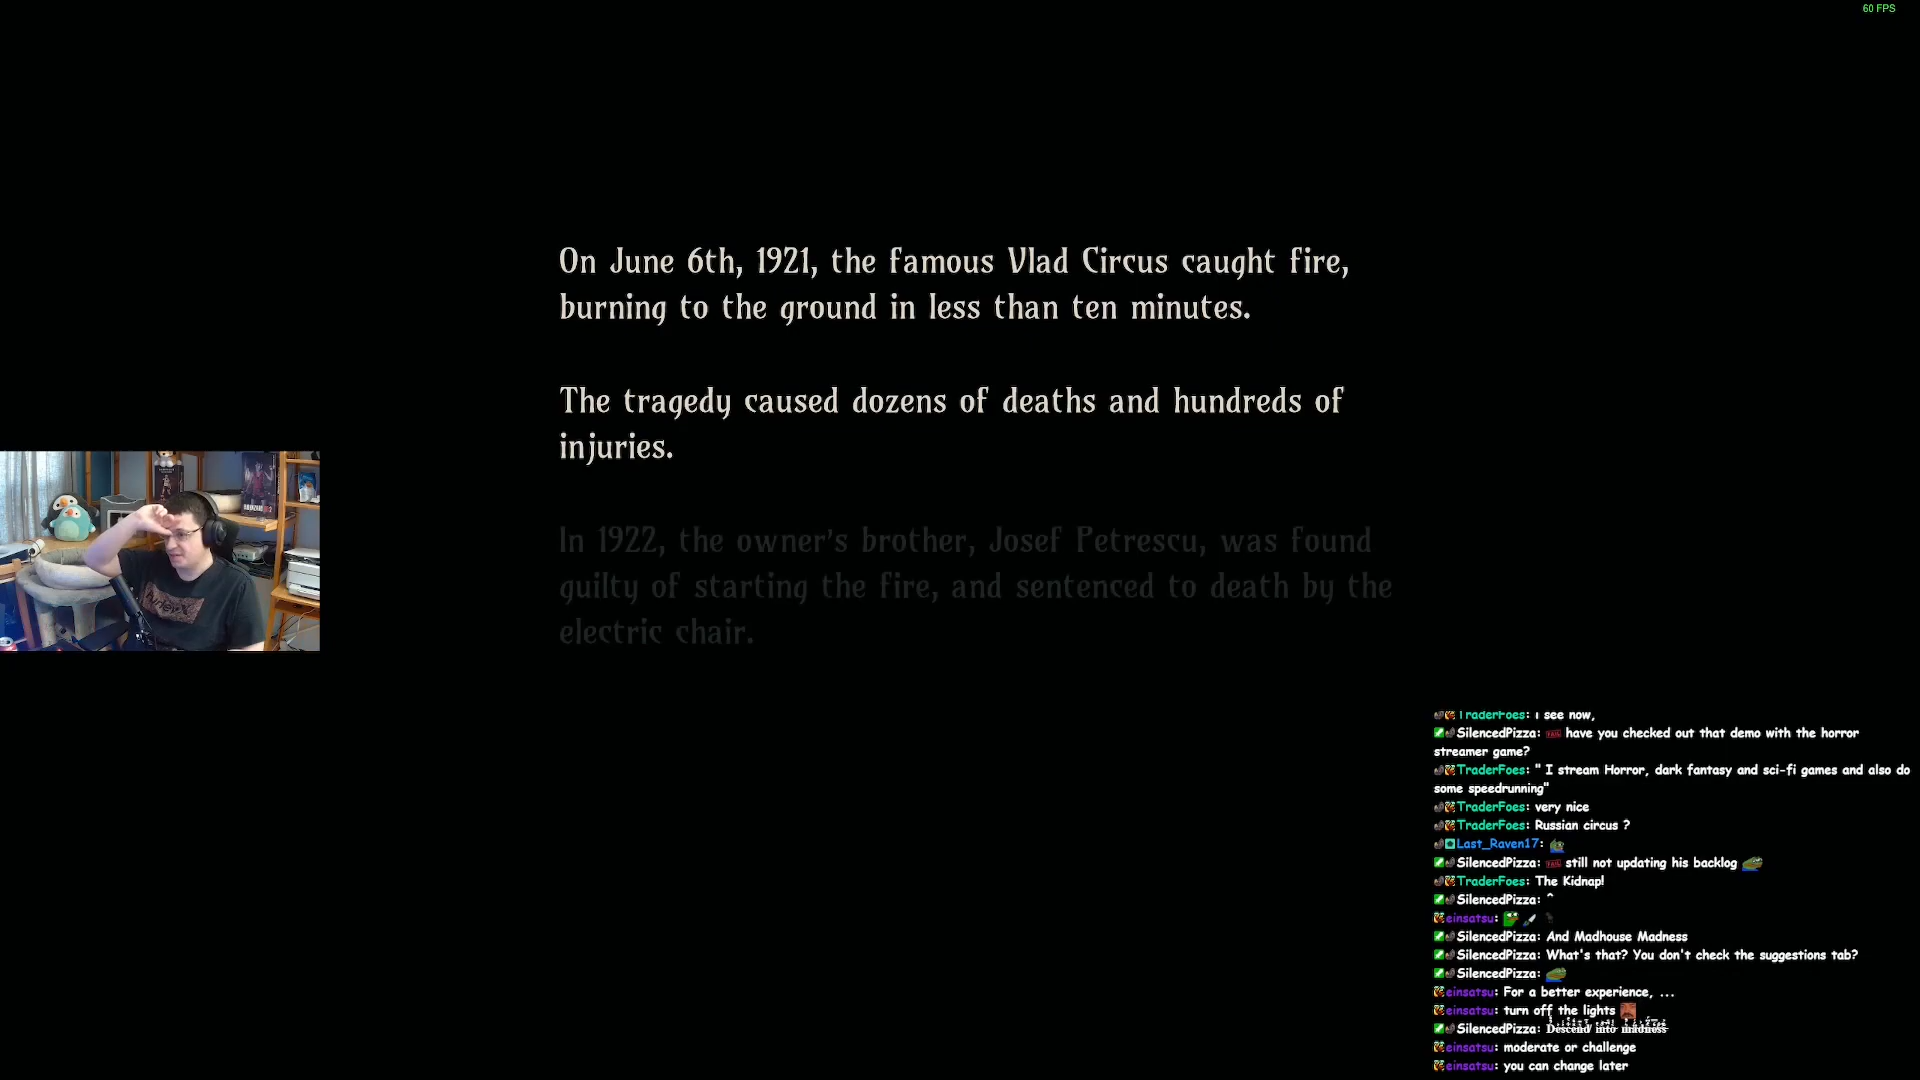 60 FPS
On June 6th, 1921, the famous Vlad Circus caught fire,
burning to the ground in less than ten minutes.
The tragedy caused dozens of deaths and hundreds of
injuries.
In 1922, the owner's brother, Josef Petrescu, was found
guilty of starting the fire, and sentenced to death by the
electric chair.
TraderFoes: I see now,
SilencedPizza: have you checked out that demo with the horror
streamer game?
TraderFoes: " I stream Horror, dark fantasy and sci-fi games and also do
some speedrunning"
TraderFoes: very nice
TraderFoes: Russian circus ?
Last_Raven17:
SilencedPizza: still not updating his backlog
TraderFoes: The Kidnap!
SilencedPizza: ^
einsatsu:
SilencedPizza: And Madhouse Madness
SilencedPizza: What's that? You don't check the suggestions tab?
SilencedPizza:
einsatsu: For a better experience, ...
einsatsu: turn off the lights
SilencedPizza: Descend into madness
einsatsu: moderate or challenge
einsatsu: you can change later